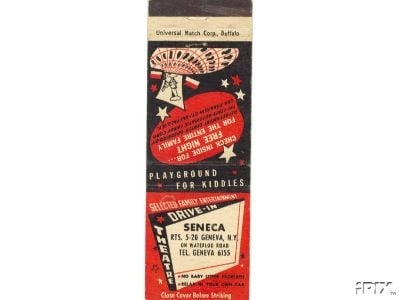 Universal Match Corp., Buffalo
CHECK INSIDE FOR...
FREE NIGHT
FOR THE ENTIRE FAMILY
PLAYGROUND
FOR KIDDIES
SELECTED FAMILY ENTERTAINMENT
DRIVE-IN
THEATRE
SENECA
RTS. 5-20 GENEVA, N.Y.
ON WATERLOO ROAD
TEL. GENEVA 6155
NO BABY SITTER PROBLEMS
RELAX IN YOUR OWN CAR
Close Cover Before Striking
iPIX